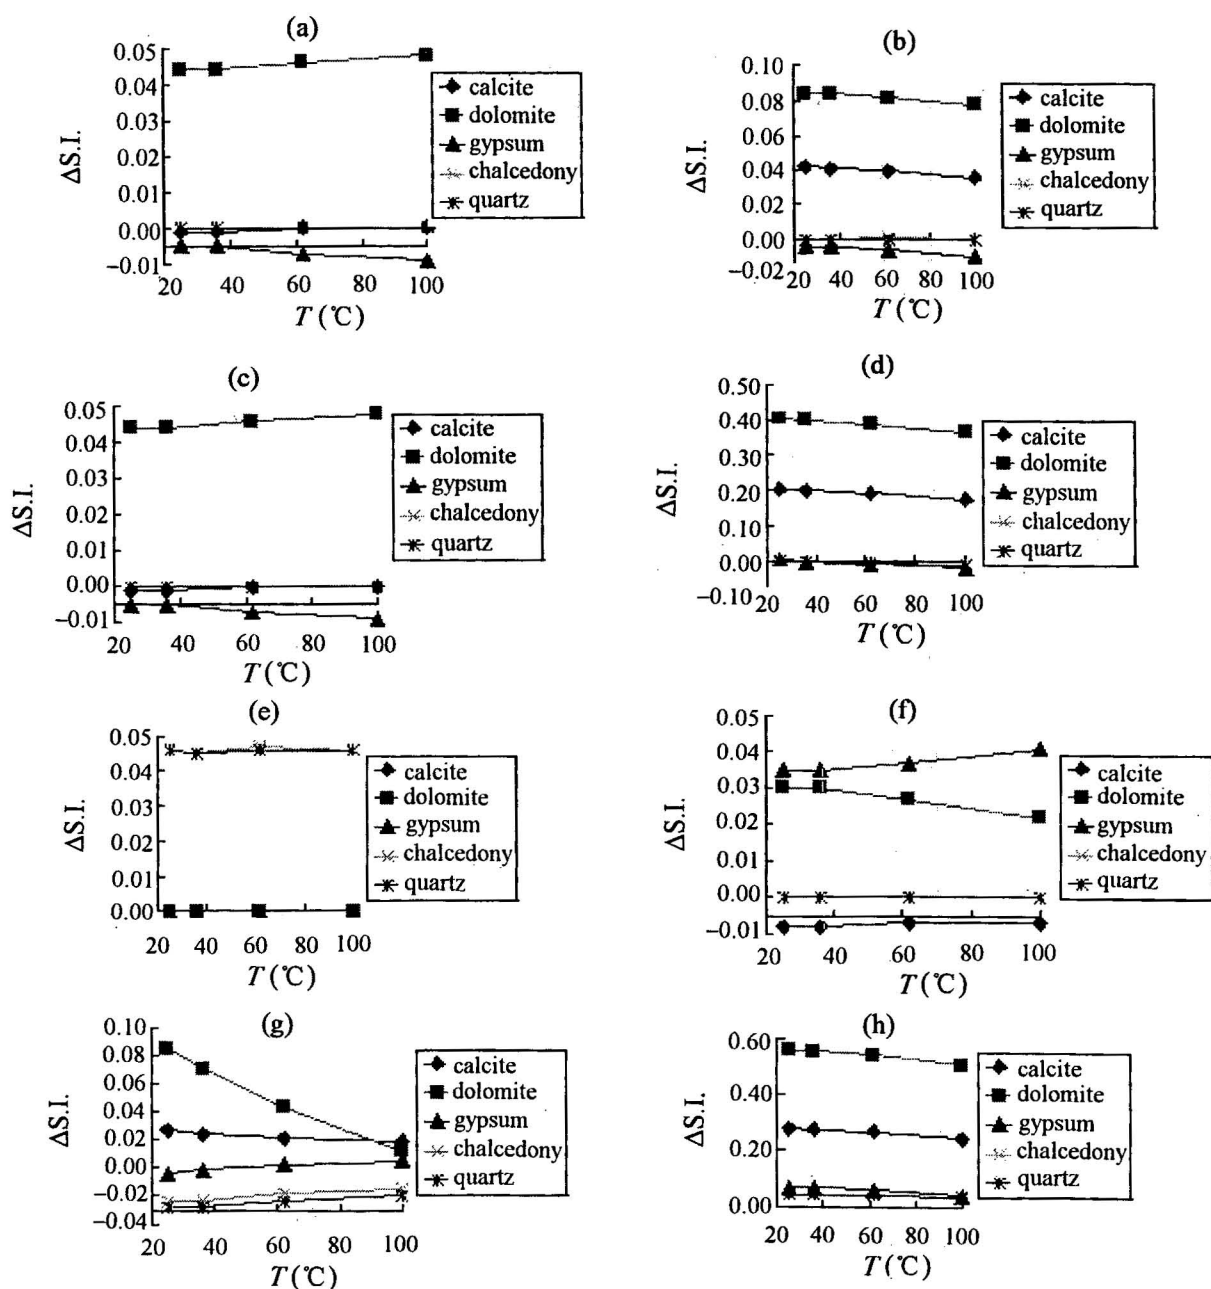 (a)
0.05
0.04
0.03
0.02
0.01
0.00
−0.01
ΔS.I.
20 40 60 80 100
T(℃)
calcite
dolomite
gypsum
chalcedony
quartz
(b)
0.10
0.08
0.06
0.04
0.02
0.00
−0.02
ΔS.I.
20 40 60 80 100
T(℃)
calcite
dolomite
gypsum
chalcedony
quartz
(c)
0.05
0.04
0.03
0.02
0.01
0.00
−0.01
ΔS.I.
20 40 60 80 100
T(℃)
calcite
dolomite
gypsum
chalcedony
quartz
(d)
0.50
0.40
0.30
0.20
0.10
0.00
−0.10
ΔS.I.
20 40 60 80 100
T(℃)
calcite
dolomite
gypsum
chalcedony
quartz
(e)
0.05
0.04
0.03
0.02
0.01
0.00
ΔS.I.
20 40 60 80 100
T(℃)
calcite
dolomite
gypsum
chalcedony
quartz
(f)
0.05
0.04
0.03
0.02
0.01
0.00
−0.01
ΔS.I.
20 40 60 80 100
T(℃)
calcite
dolomite
gypsum
chalcedony
quartz
(g)
0.10
0.08
0.06
0.04
0.02
0.00
−0.02
−0.04
ΔS.I.
20 40 60 80 100
T(℃)
calcite
dolomite
gypsum
chalcedony
quartz
(h)
0.60
0.40
0.20
0.00
ΔS.I.
20 40 60 80 100
T(℃)
calcite
dolomite
gypsum
chalcedony
quartz